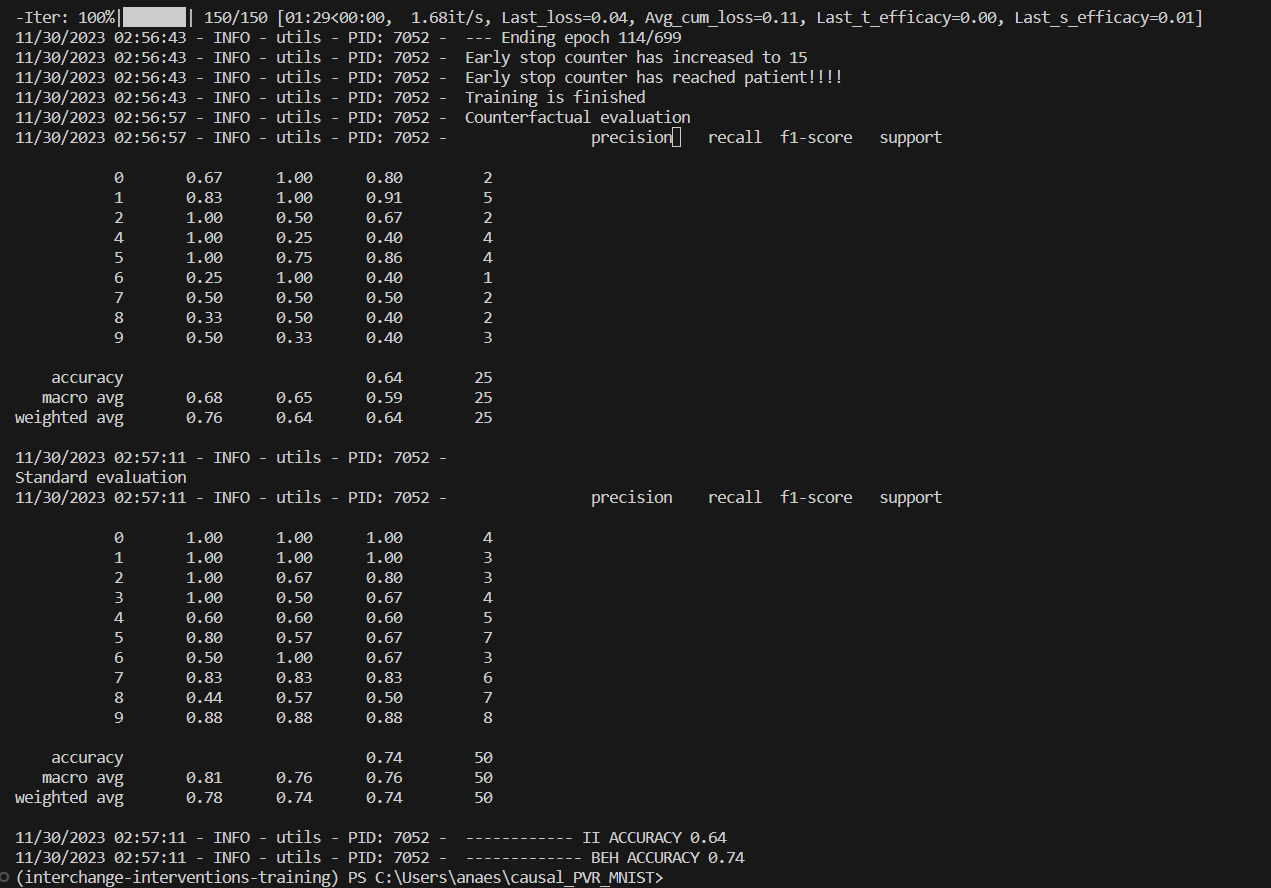 -Iter: 100%|███████| 150/150 [01:29<00:00,  1.68it/s, Last_loss=0.04, Avg_cum_loss=0.11, Last_t_efficacy=0.00, Last_s_efficacy=0.01]
11/30/2023 02:56:43 - INFO - utils - PID: 7052 -  --- Ending epoch 114/699
11/30/2023 02:56:43 - INFO - utils - PID: 7052 -  Early stop counter has increased to 15
11/30/2023 02:56:43 - INFO - utils - PID: 7052 -  Early stop counter has reached patient!!!!
11/30/2023 02:56:43 - INFO - utils - PID: 7052 -  Training is finished
11/30/2023 02:56:57 - INFO - utils - PID: 7052 -  Counterfactual evaluation
11/30/2023 02:56:57 - INFO - utils - PID: 7052 -                precision    recall  f1-score   support

           0       0.67      1.00      0.80         2
           1       0.83      1.00      0.91         5
           2       1.00      0.50      0.67         2
           4       1.00      0.25      0.40         4
           5       1.00      0.75      0.86         4
           6       0.25      1.00      0.40         1
           7       0.50      0.50      0.50         2
           8       0.33      0.50      0.40         2
           9       0.50      0.33      0.40         3

    accuracy                           0.64        25
   macro avg       0.68      0.65      0.59        25
weighted avg       0.76      0.64      0.64        25

11/30/2023 02:57:11 - INFO - utils - PID: 7052 -
Standard evaluation
11/30/2023 02:57:11 - INFO - utils - PID: 7052 -                precision    recall  f1-score   support

           0       1.00      1.00      1.00         4
           1       1.00      1.00      1.00         3
           2       1.00      0.67      0.80         3
           3       1.00      0.50      0.67         4
           4       0.60      0.60      0.60         5
           5       0.80      0.57      0.67         7
           6       0.50      1.00      0.67         3
           7       0.83      0.83      0.83         6
           8       0.44      0.57      0.50         7
           9       0.88      0.88      0.88         8

    accuracy                           0.74        50
   macro avg       0.81      0.76      0.76        50
weighted avg       0.78      0.74      0.74        50

11/30/2023 02:57:11 - INFO - utils - PID: 7052 -  ------------ II ACCURACY 0.64
11/30/2023 02:57:11 - INFO - utils - PID: 7052 -  ------------- BEH ACCURACY 0.74
(interchange-interventions-training) PS C:\Users\anaes\causal_PVR_MNIST>